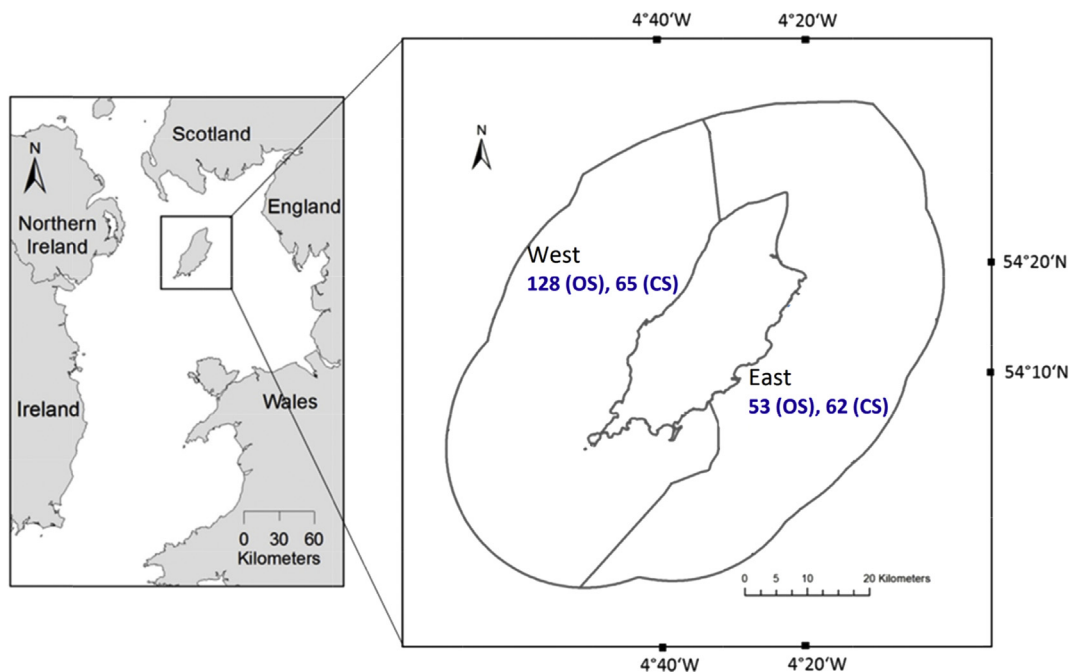 N
Scotland
Northern
Ireland
England
Ireland
Wales
0 30 60
Kilometers
4°40'W 4°20'W
N
West
128 (OS), 65 (CS)
54°20'N
54°10'N
East
53 (OS), 62 (CS)
0 5 10 20 Kilometers
4°40'W 4°20'W